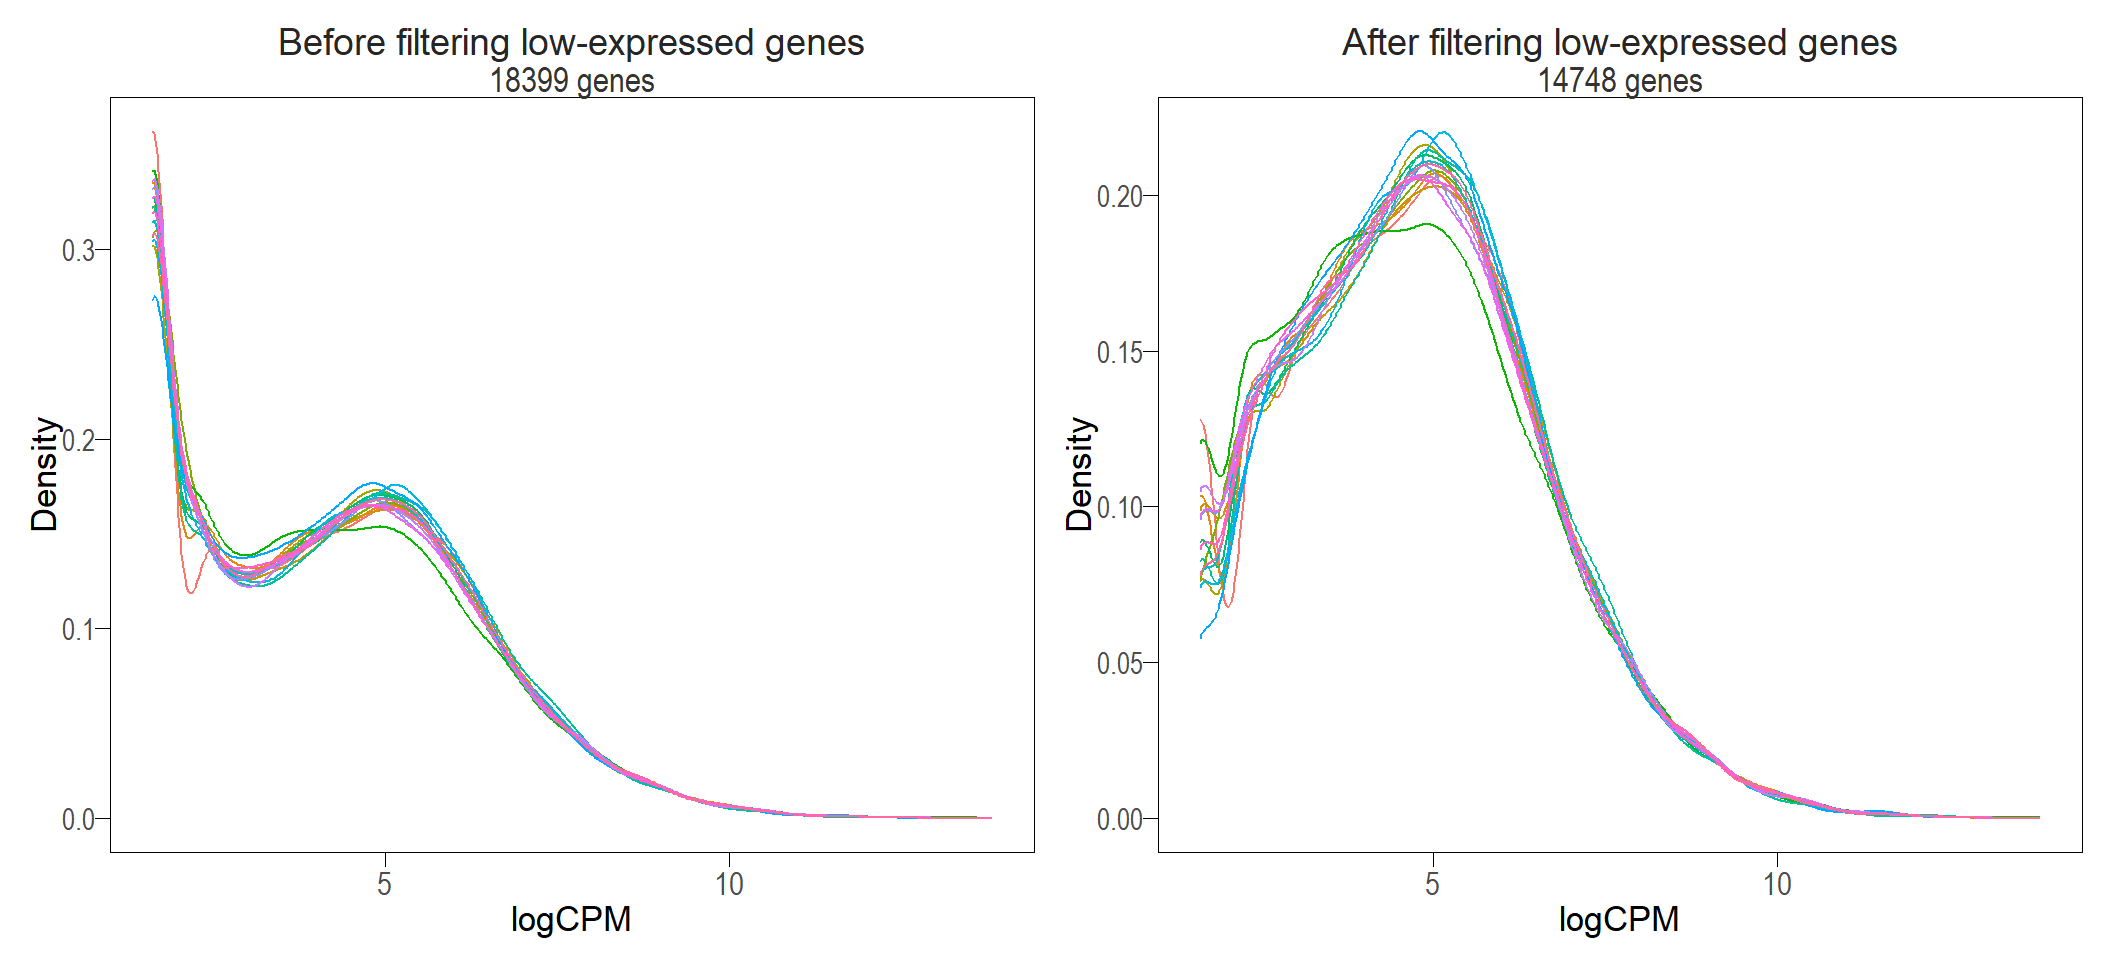 Before filtering low-expressed genes
18399 genes
Density
0.3
0.2
0.1
0.0
5
10
logCPM
After filtering low-expressed genes
14748 genes
Density
0.20
0.15
0.10
0.05
0.00
5
10
logCPM